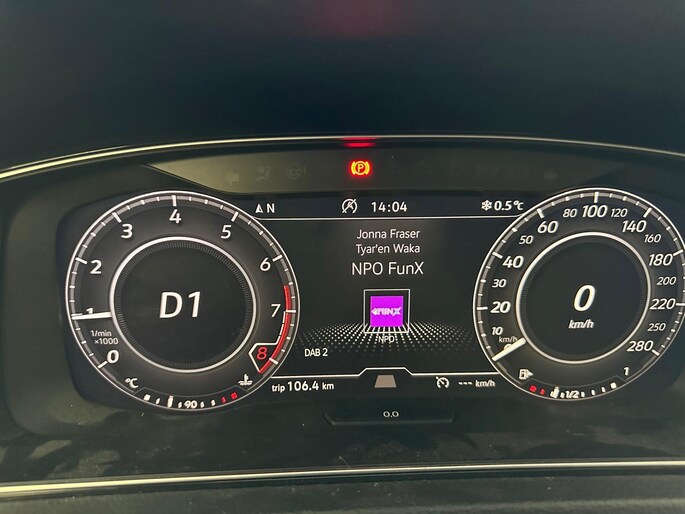 P
N
14:04
0.5°C
Jonna Fraser
Tyar'en Waka
NPO FunX
FUNX
NPO
DAB 2
trip 106.4 km
--- km/h
0.0
D1
0
1
2
3
4
5
6
7
8
1/min
x1000
°C
90
0
km/h
10
20
30
40
50
60
80
100
120
140
160
180
200
220
250
280
km/h
1/2
1